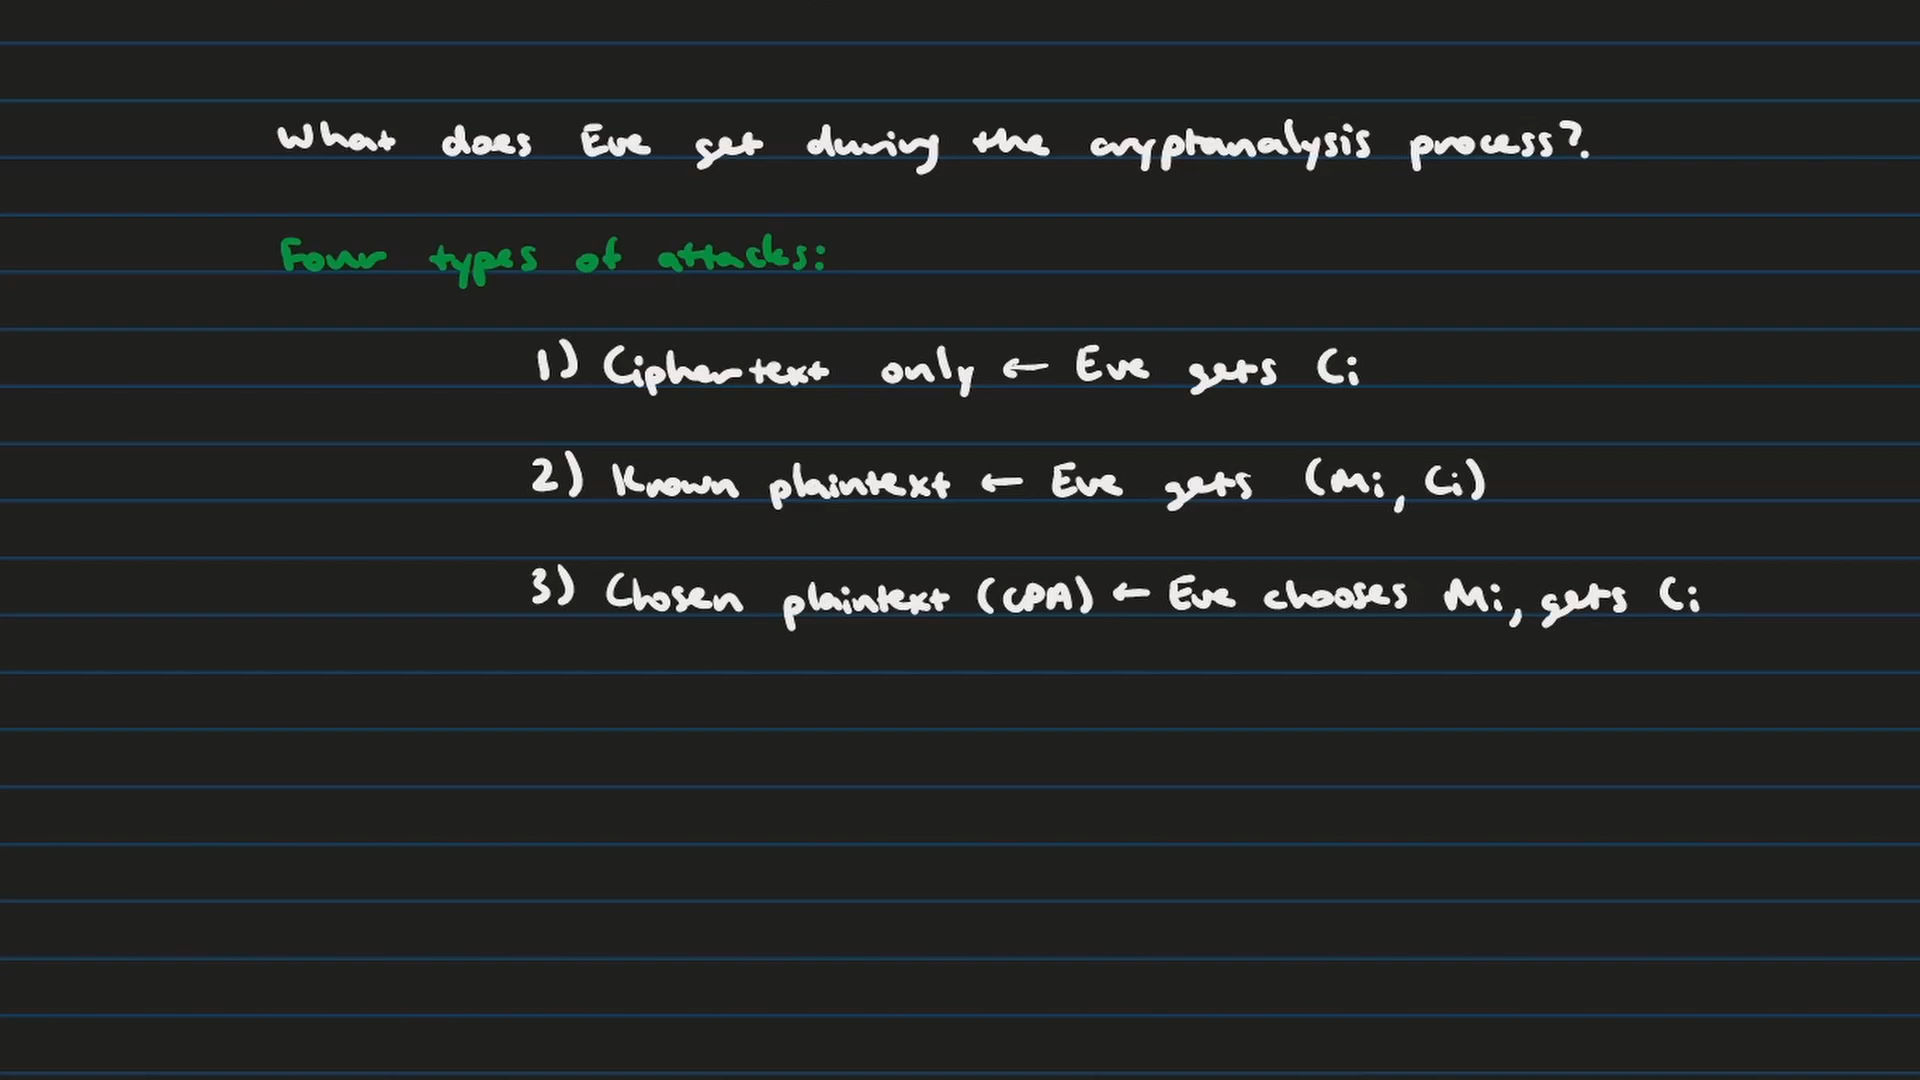 What does Eve get during the cryptanalysis process?
Four types of attacks:
1) Ciphertext only ← Eve gets Ci
2) Known plaintext ← Eve gets (Mi, Ci)
3) Chosen plaintext (CPA) ← Eve chooses Mi, gets Ci